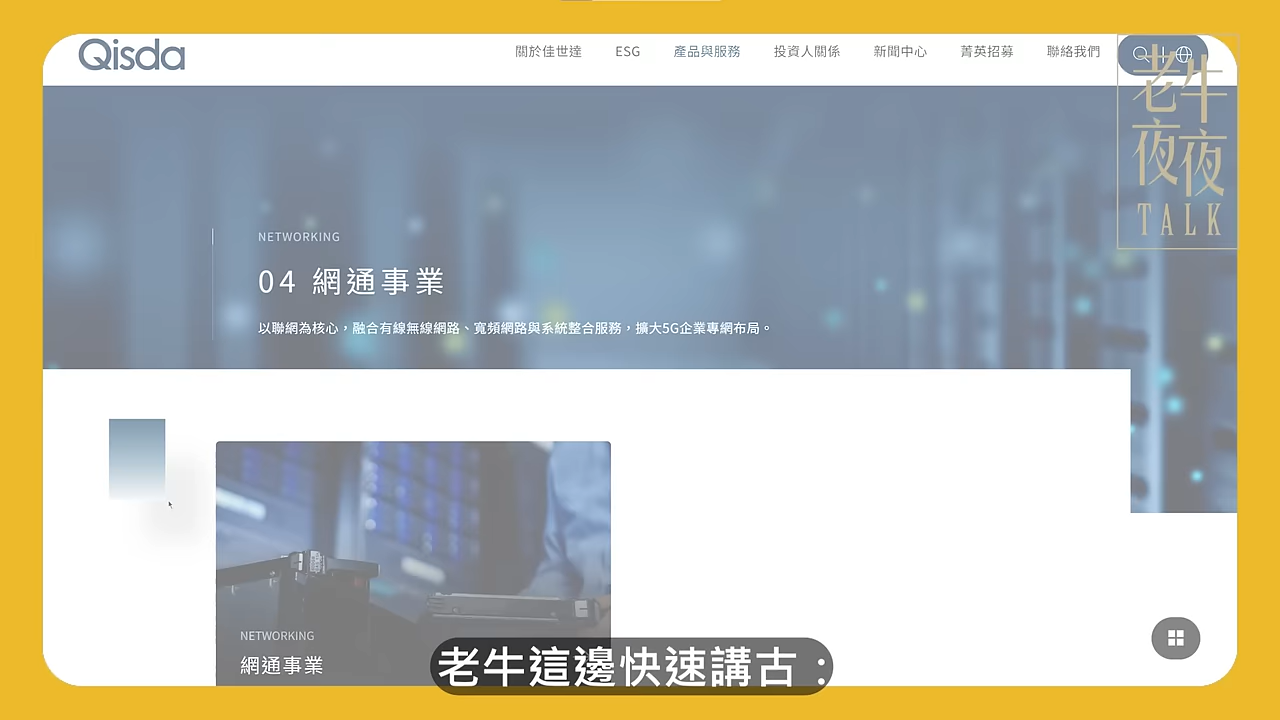 Qisda
關於佳世達 ESG 產品與服務 投資人關係 新聞中心 菁英招募 聯絡我們
老牛
夜夜
TALK
NETWORKING
04 網通事業
以聯網為核心，融合有線無線網路、寬頻網路與系統整合服務，擴大5G企業專網布局。
NETWORKING
網通事業
老牛這邊快速講古：